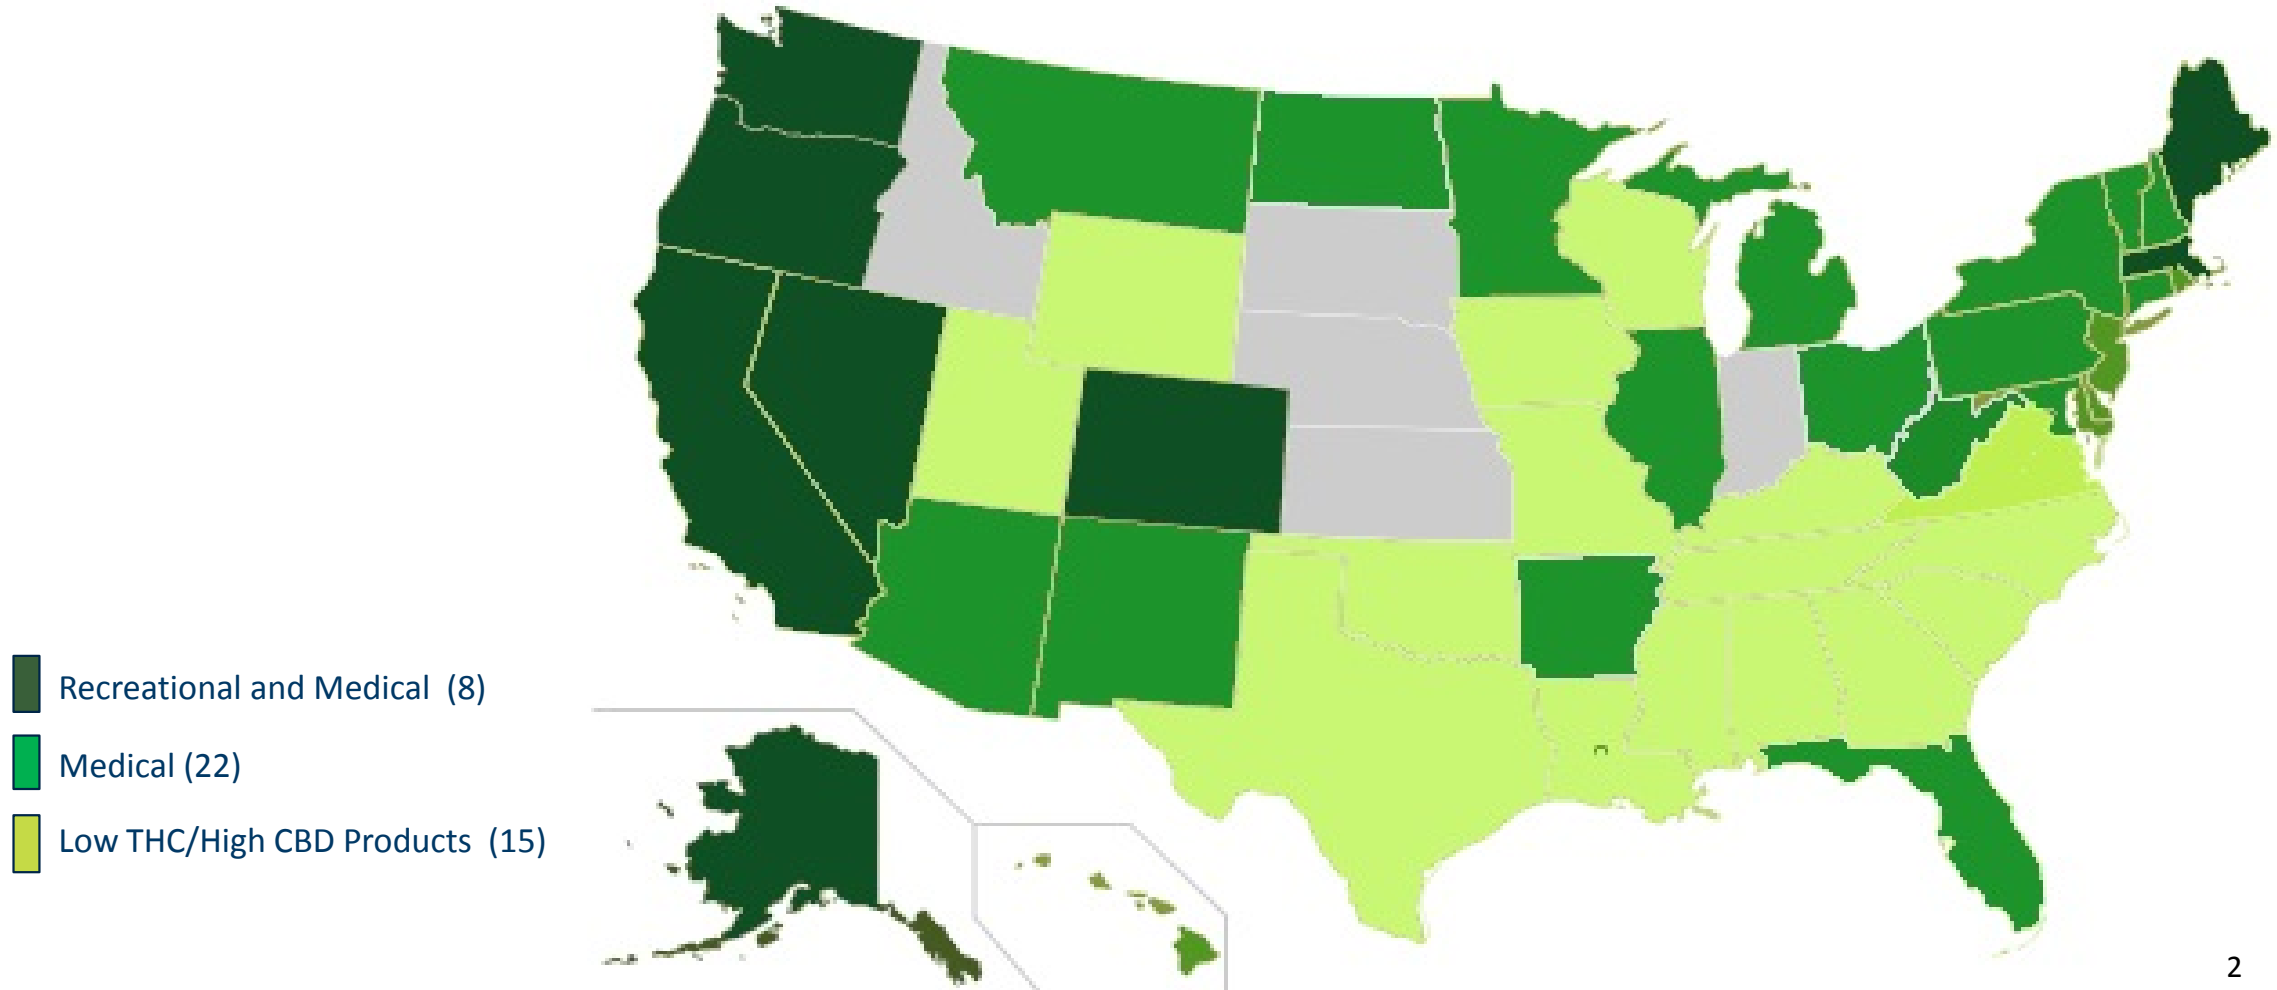 Recreational and Medical  (8)
Medical (22)
Low THC/High CBD Products  (15)
2